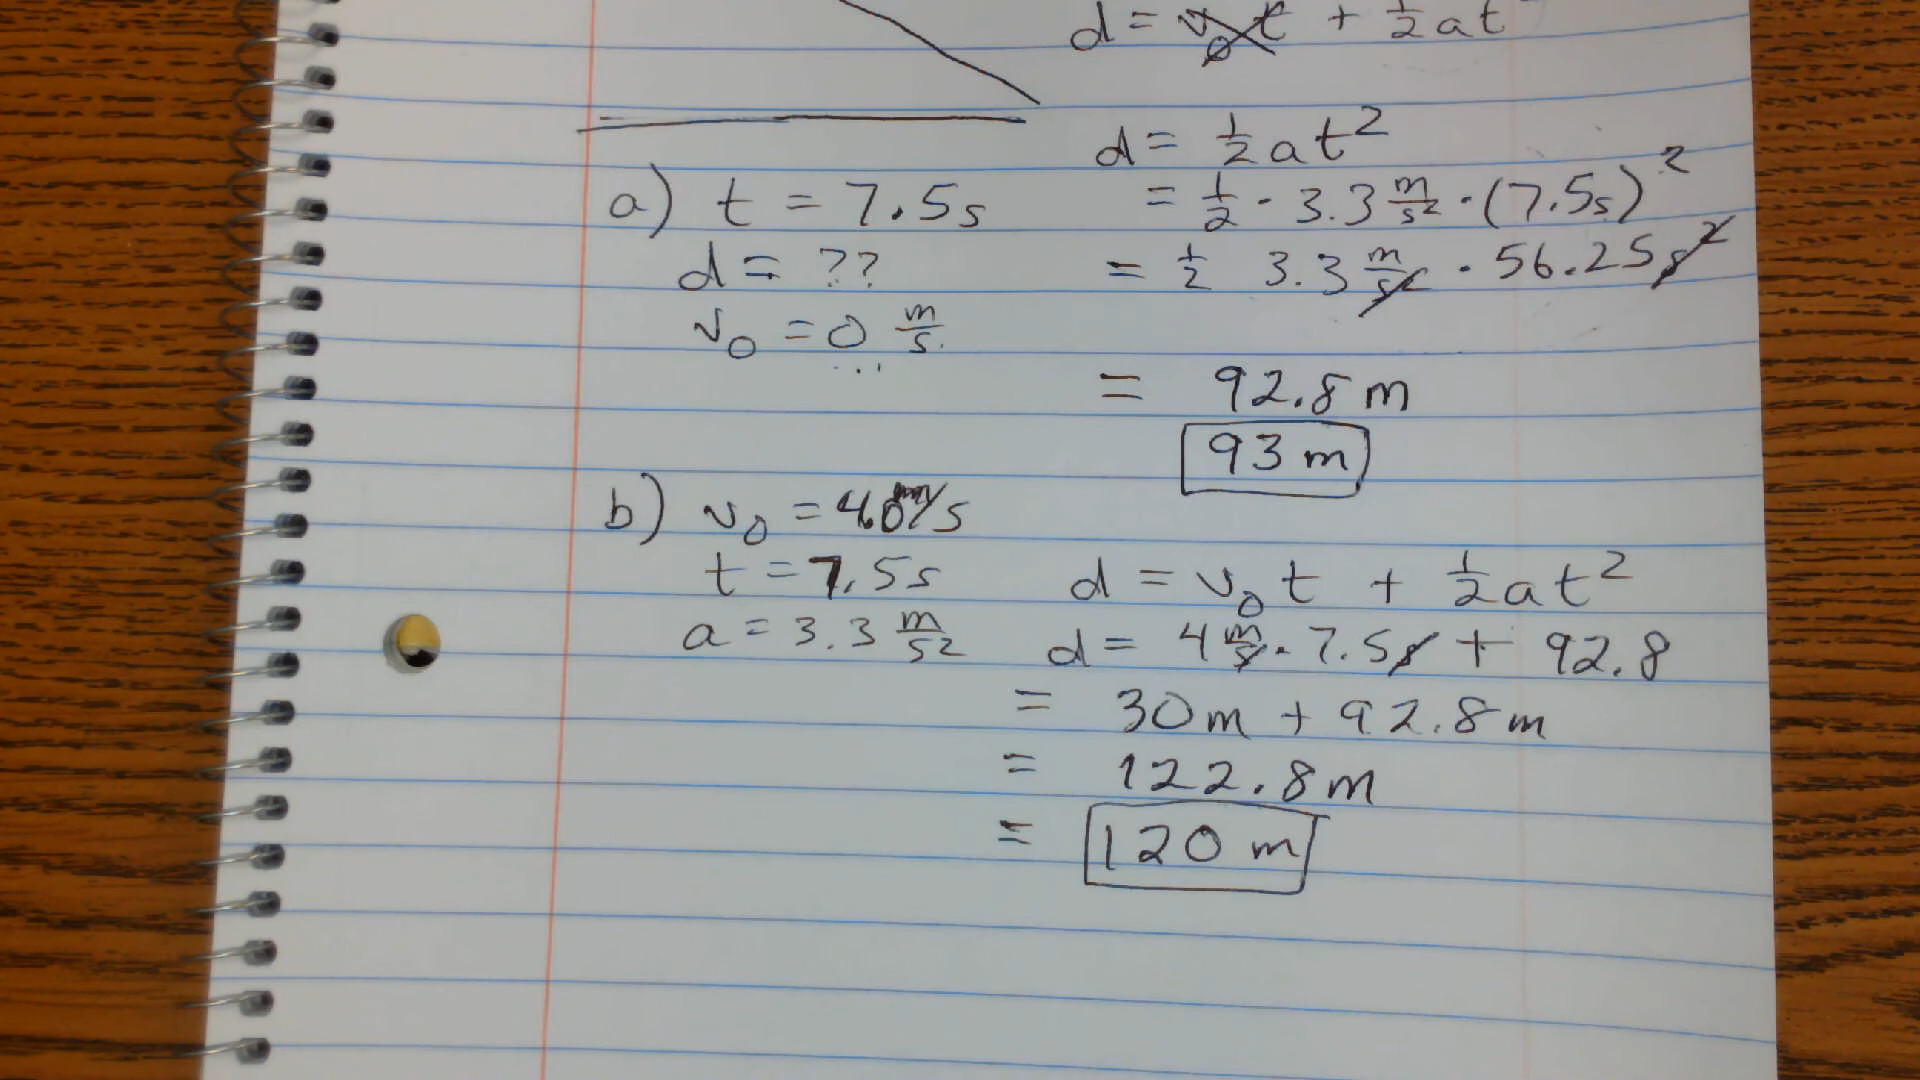 d = v₀t + ½at
d = ½at²
a) t = 7.5s
= ½ · 3.3 m/s² · (7.5s)²
d = ??
= ½ 3.3 m/s² · 56.25s²
v₀ = 0 m/s
= 92.8 m
93 m
b) v₀ = 4.0 m/s
t = 7.5s
d = v₀t + ½at²
a = 3.3 m/s²
d = 4 m/s · 7.5s + 92.8
= 30m + 92.8m
= 122.8m
= 120 m